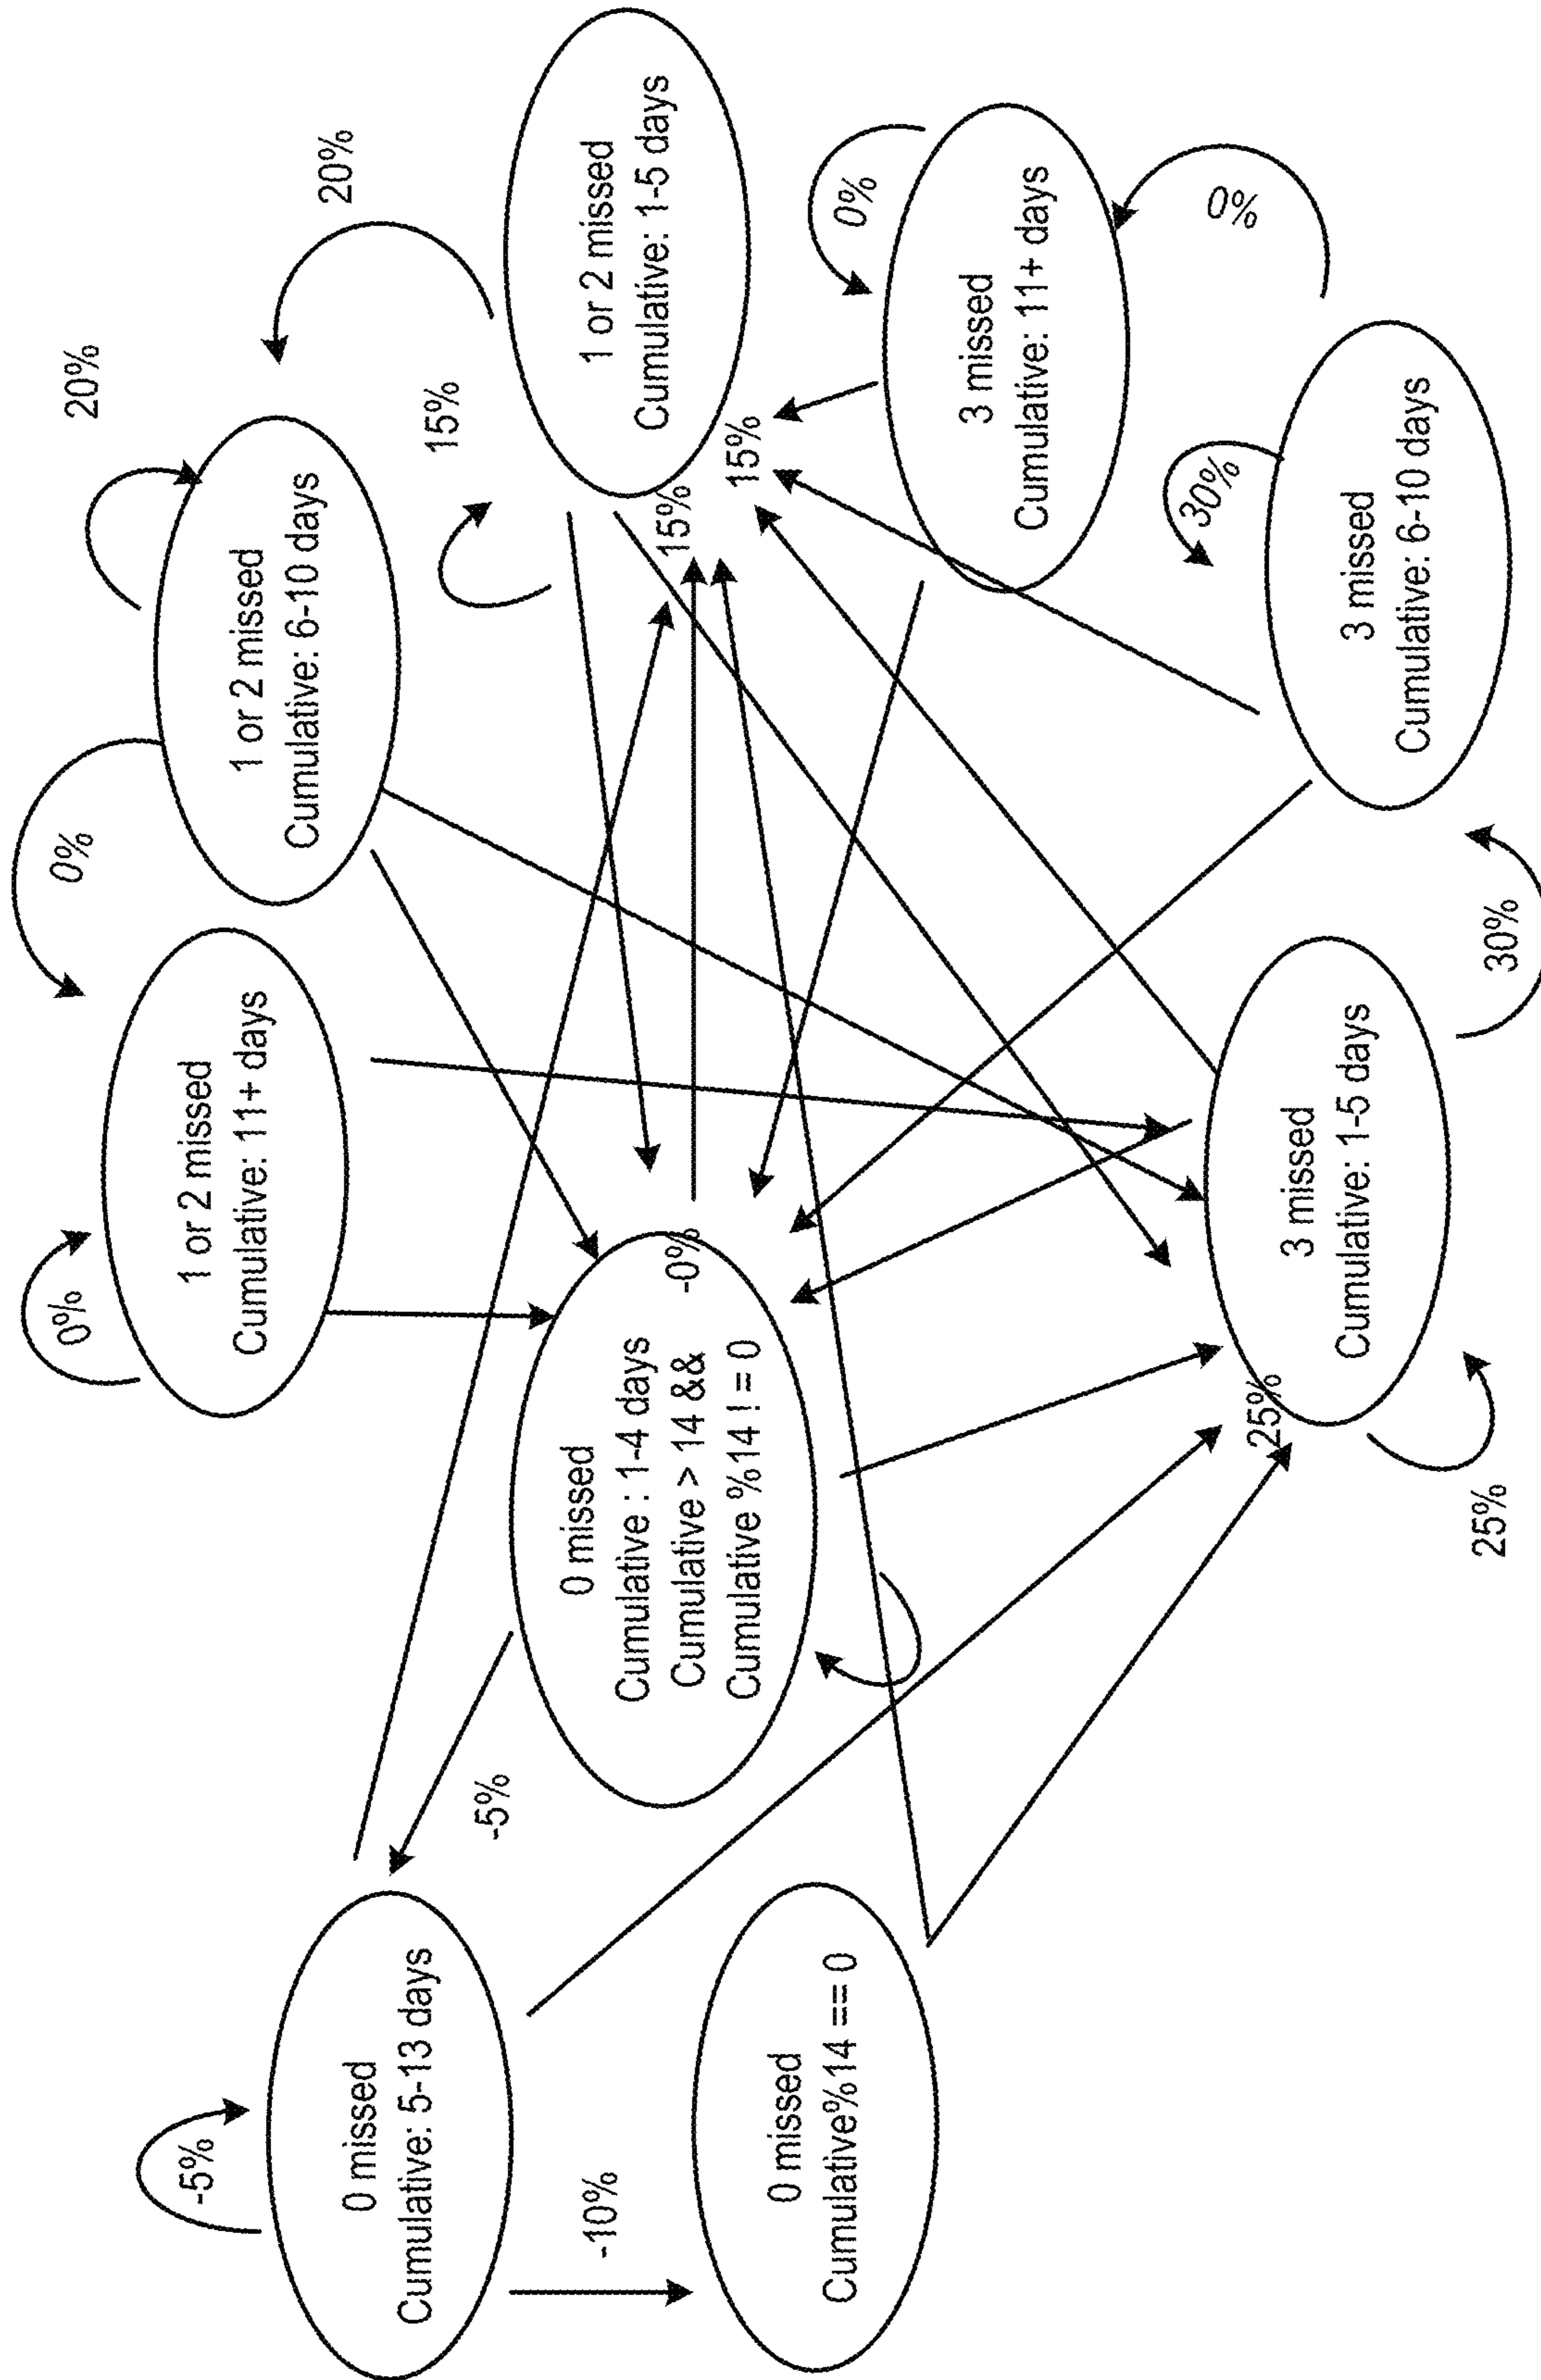 0%
0%
20%
-5%
1 or 2 missed
Cumulative: 11+ days
1 or 2 missed
Cumulative: 6-10 days
20%
0 missed
Cumulative: 5-13 days
15%
-5%
-10%
0 missed
Cumulative : 1-4 days
Cumulative > 14 &&
Cumulative %14 ! = 0
-0%
1 or 2 missed
Cumulative: 1-5 days
15%
15%
0 missed
Cumulative%14 == 0
0%
3 missed
Cumulative: 11+ days
30%
0%
25%
3 missed
Cumulative: 1-5 days
3 missed
Cumulative: 6-10 days
25%
30%